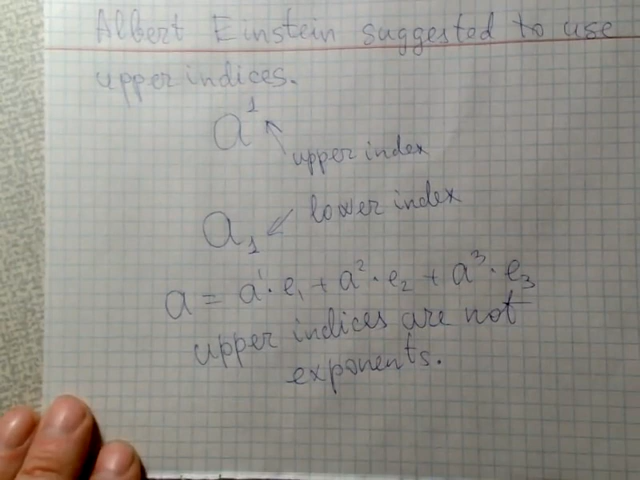 Albert Einstein suggested to use
upper indices.
a¹
upper index
lower index
a₁
a = a¹·e₁ + a²·e₂ + a³·e₃
upper indices are not
exponents.